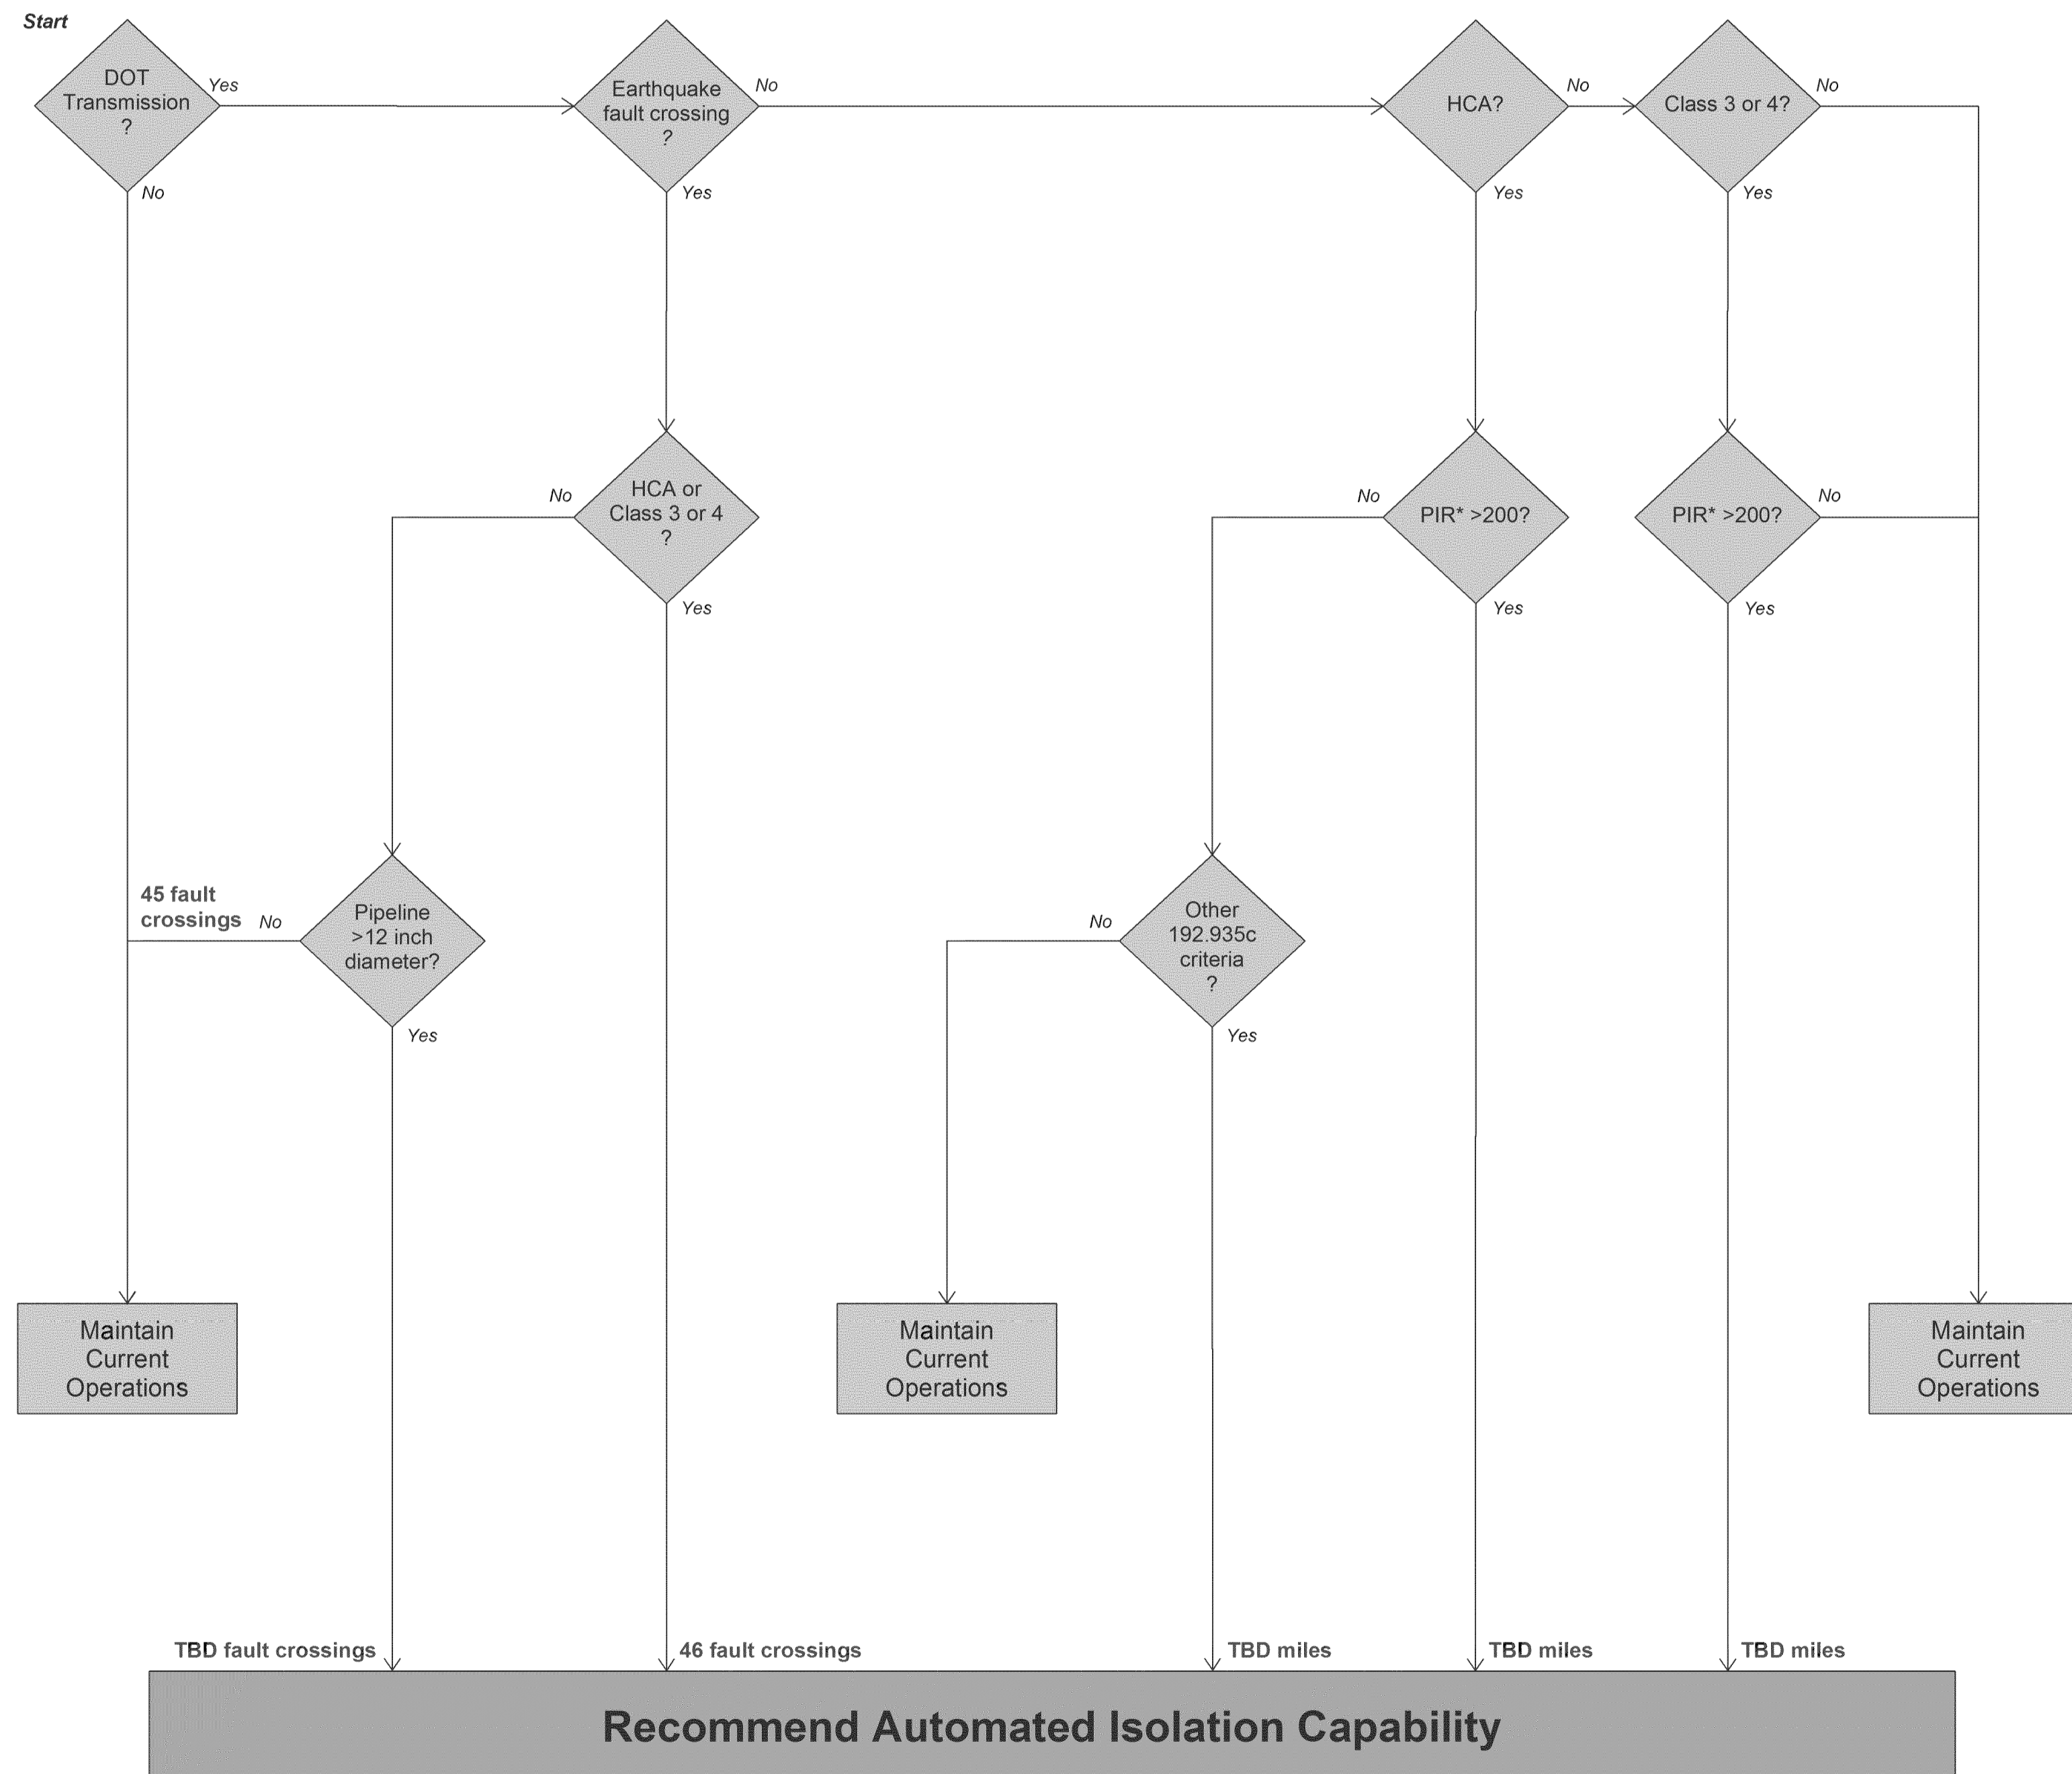 Start
DOT
Transmission
?
Yes
No
Earthquake
fault crossing
?
No
Yes
HCA?
No
Yes
Class 3 or 4?
No
Yes
HCA or
Class 3 or 4
?
No
Yes
PIR* >200?
No
Yes
PIR* >200?
No
Yes
45 fault
crossings
Pipeline
>12 inch
diameter?
No
Yes
Other
192.935c
criteria
?
No
Yes
Maintain
Current
Operations
Maintain
Current
Operations
Maintain
Current
Operations
TBD fault crossings
46 fault crossings
TBD miles
TBD miles
TBD miles
Recommend Automated Isolation Capability